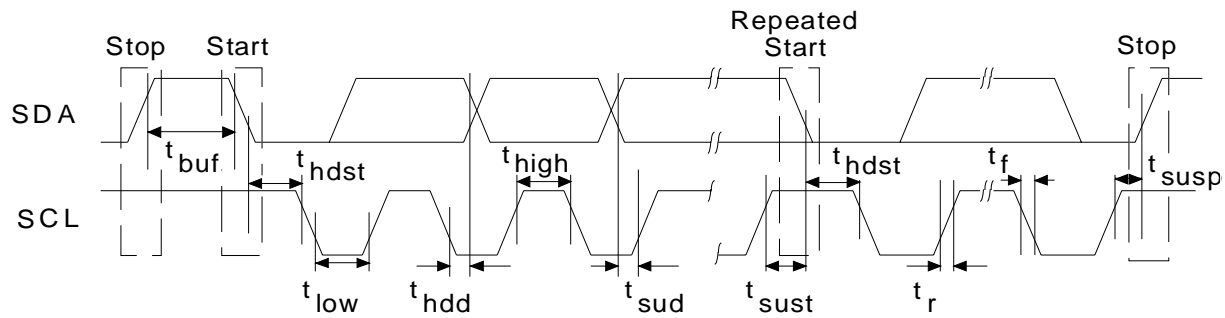 Repeated
Stop Start Start Stop
SDA
t buf t hdst t high t hdst t f t susp
SCL
t low t hdd t sud t sust t r